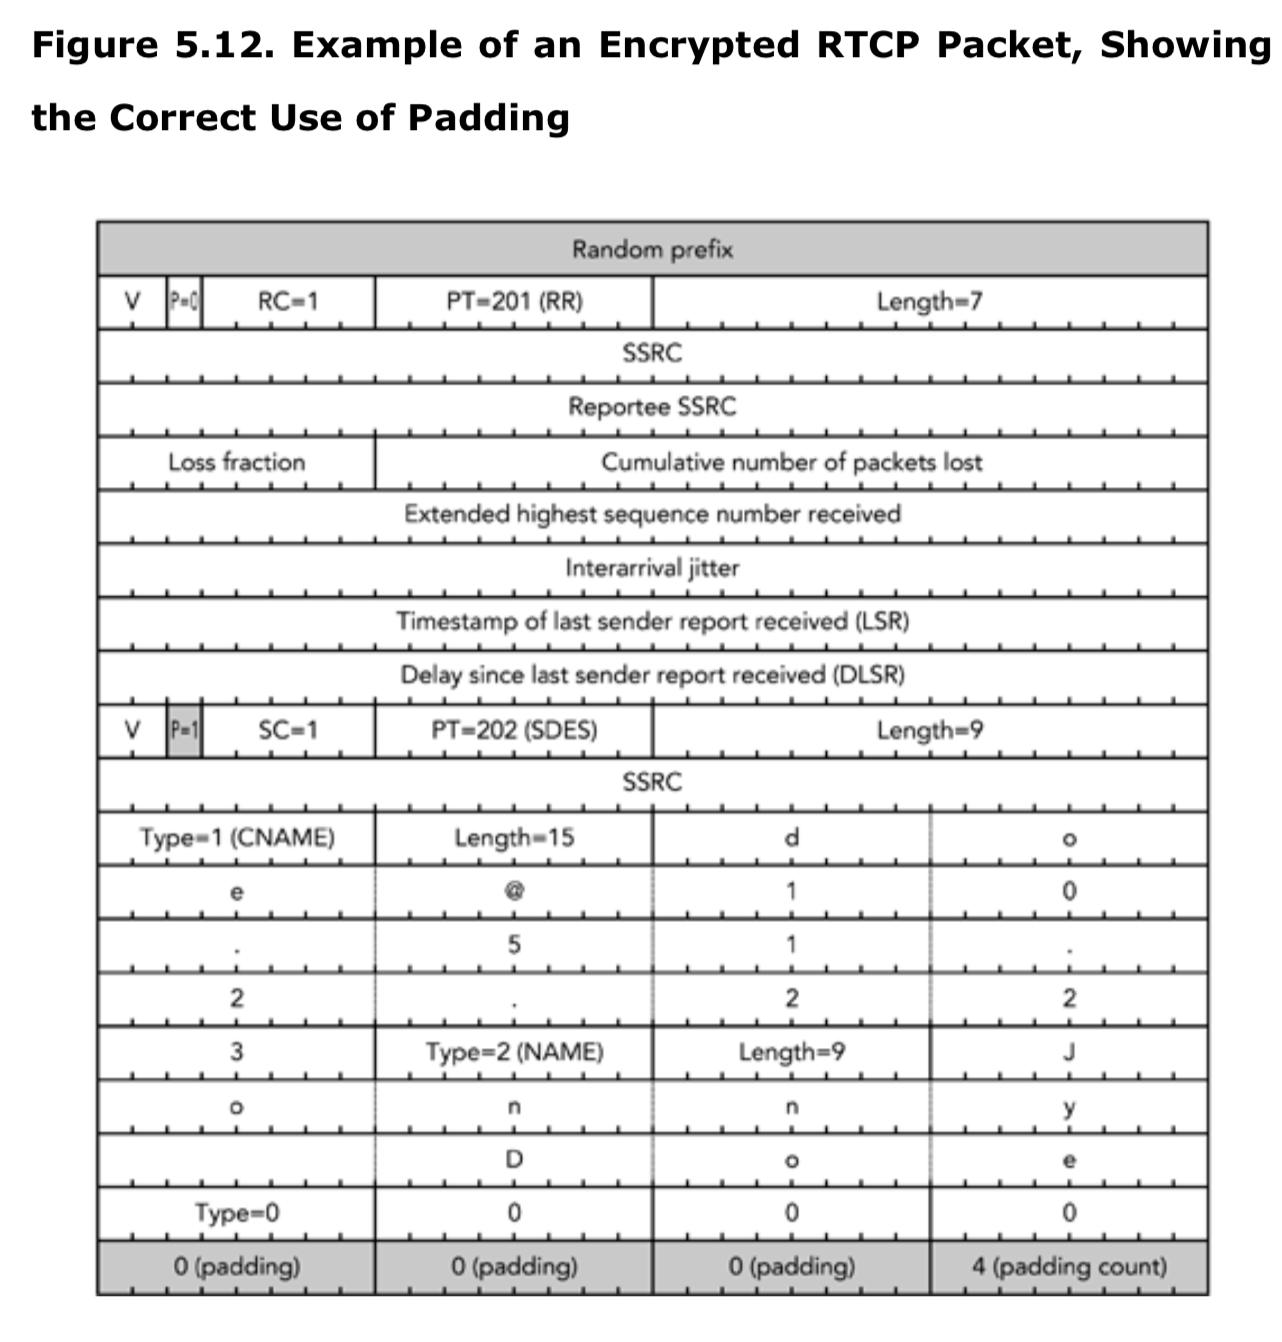 Figure 5.12. Example of an Encrypted RTCP Packet, Showing
the Correct Use of Padding
Random prefix
V P=0 RC=1 PT=201 (RR) Length=7
SSRC
Reportee SSRC
Loss fraction Cumulative number of packets lost
Extended highest sequence number received
Interarrival jitter
Timestamp of last sender report received (LSR)
Delay since last sender report received (DLSR)
V P=1 SC=1 PT=202 (SDES) Length=9
SSRC
Type=1 (CNAME) Length=15 d o
e @ 1 0
. 5 1 .
2 . 2 2
3 Type=2 (NAME) Length=9 J
o n n y
D o e
Type=0 0 0 0
0 (padding) 0 (padding) 0 (padding) 4 (padding count)